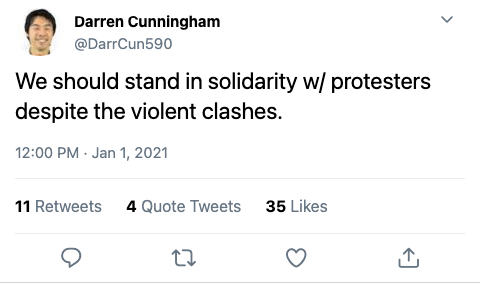 Darren Cunningham
@DarrCun590
We should stand in solidarity w/ protesters
despite the violent clashes.
12:00 PM · Jan 1, 2021
11 Retweets 4 Quote Tweets 35 Likes